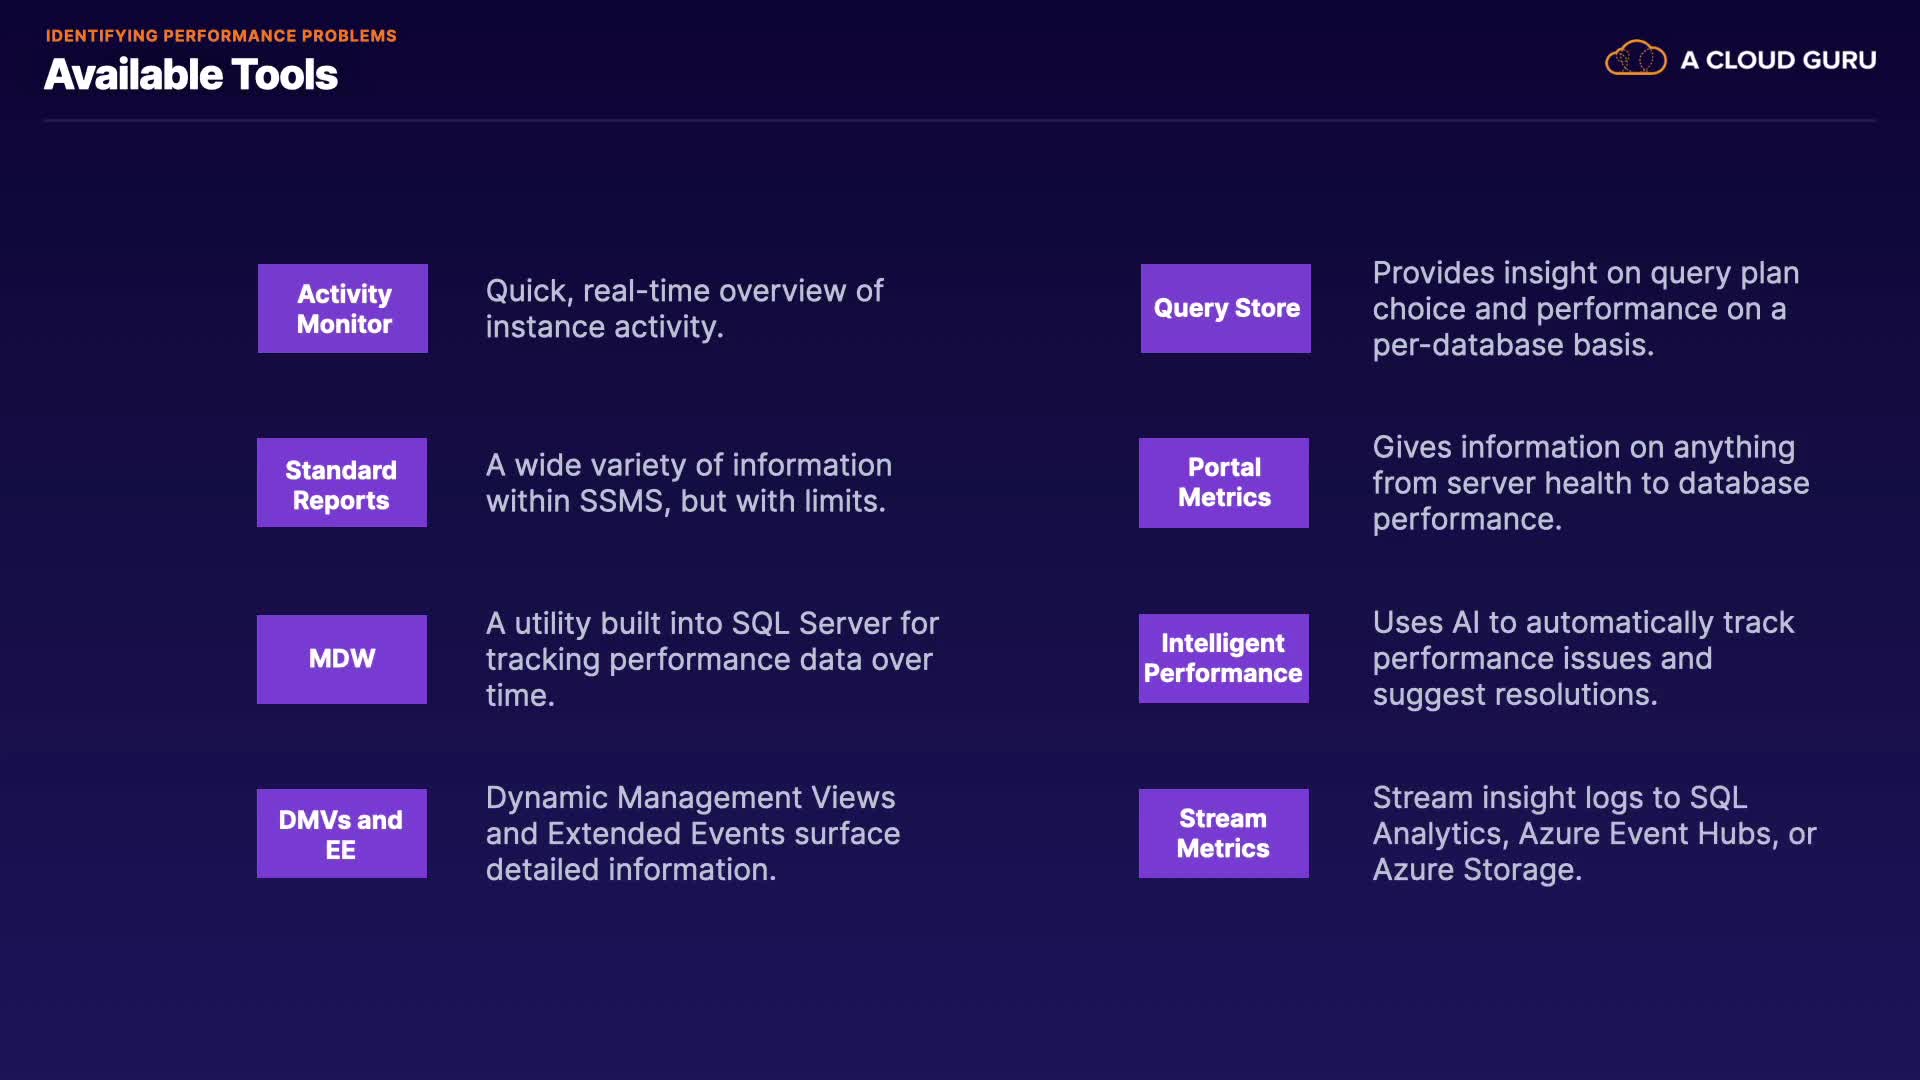 IDENTIFYING PERFORMANCE PROBLEMS
Available Tools
A CLOUD GURU
Activity
Monitor
Quick, real-time overview of
instance activity.
Standard
Reports
A wide variety of information
within SSMS, but with limits.
MDW
A utility built into SQL Server for
tracking performance data over
time.
DMVs and
EE
Dynamic Management Views
and Extended Events surface
detailed information.
Query Store
Provides insight on query plan
choice and performance on a
per-database basis.
Portal
Metrics
Gives information on anything
from server health to database
performance.
Intelligent
Performance
Uses AI to automatically track
performance issues and
suggest resolutions.
Stream
Metrics
Stream insight logs to SQL
Analytics, Azure Event Hubs, or
Azure Storage.